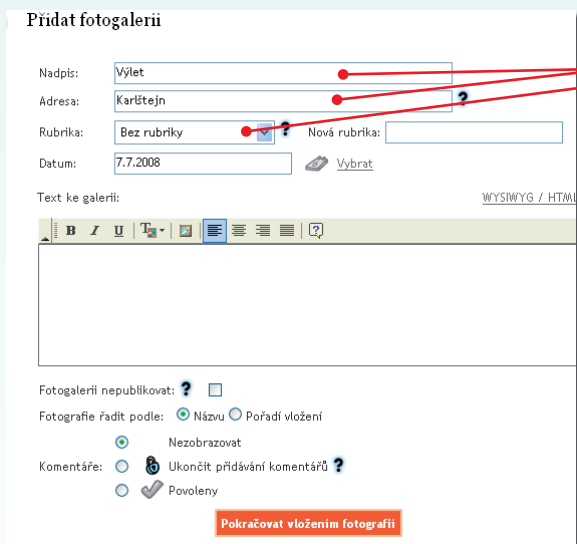 Přidat fotogalerii
Nadpis: Výlet
Adresa: Karlštejn ?
Rubrika: Bez rubriky ? Nová rubrika:
Datum: 7.7.2008 Vybrat
Text ke galerii: WYSIWYG / HTML
B I U T
Fotogalerii nepublikovat: ?
Fotografie řadit podle: Názvu Pořadí vložení
Nezobrazovat
Komentáře: Ukončit přidávání komentářů ?
Povoleny
Pokračovat vložením fotografií